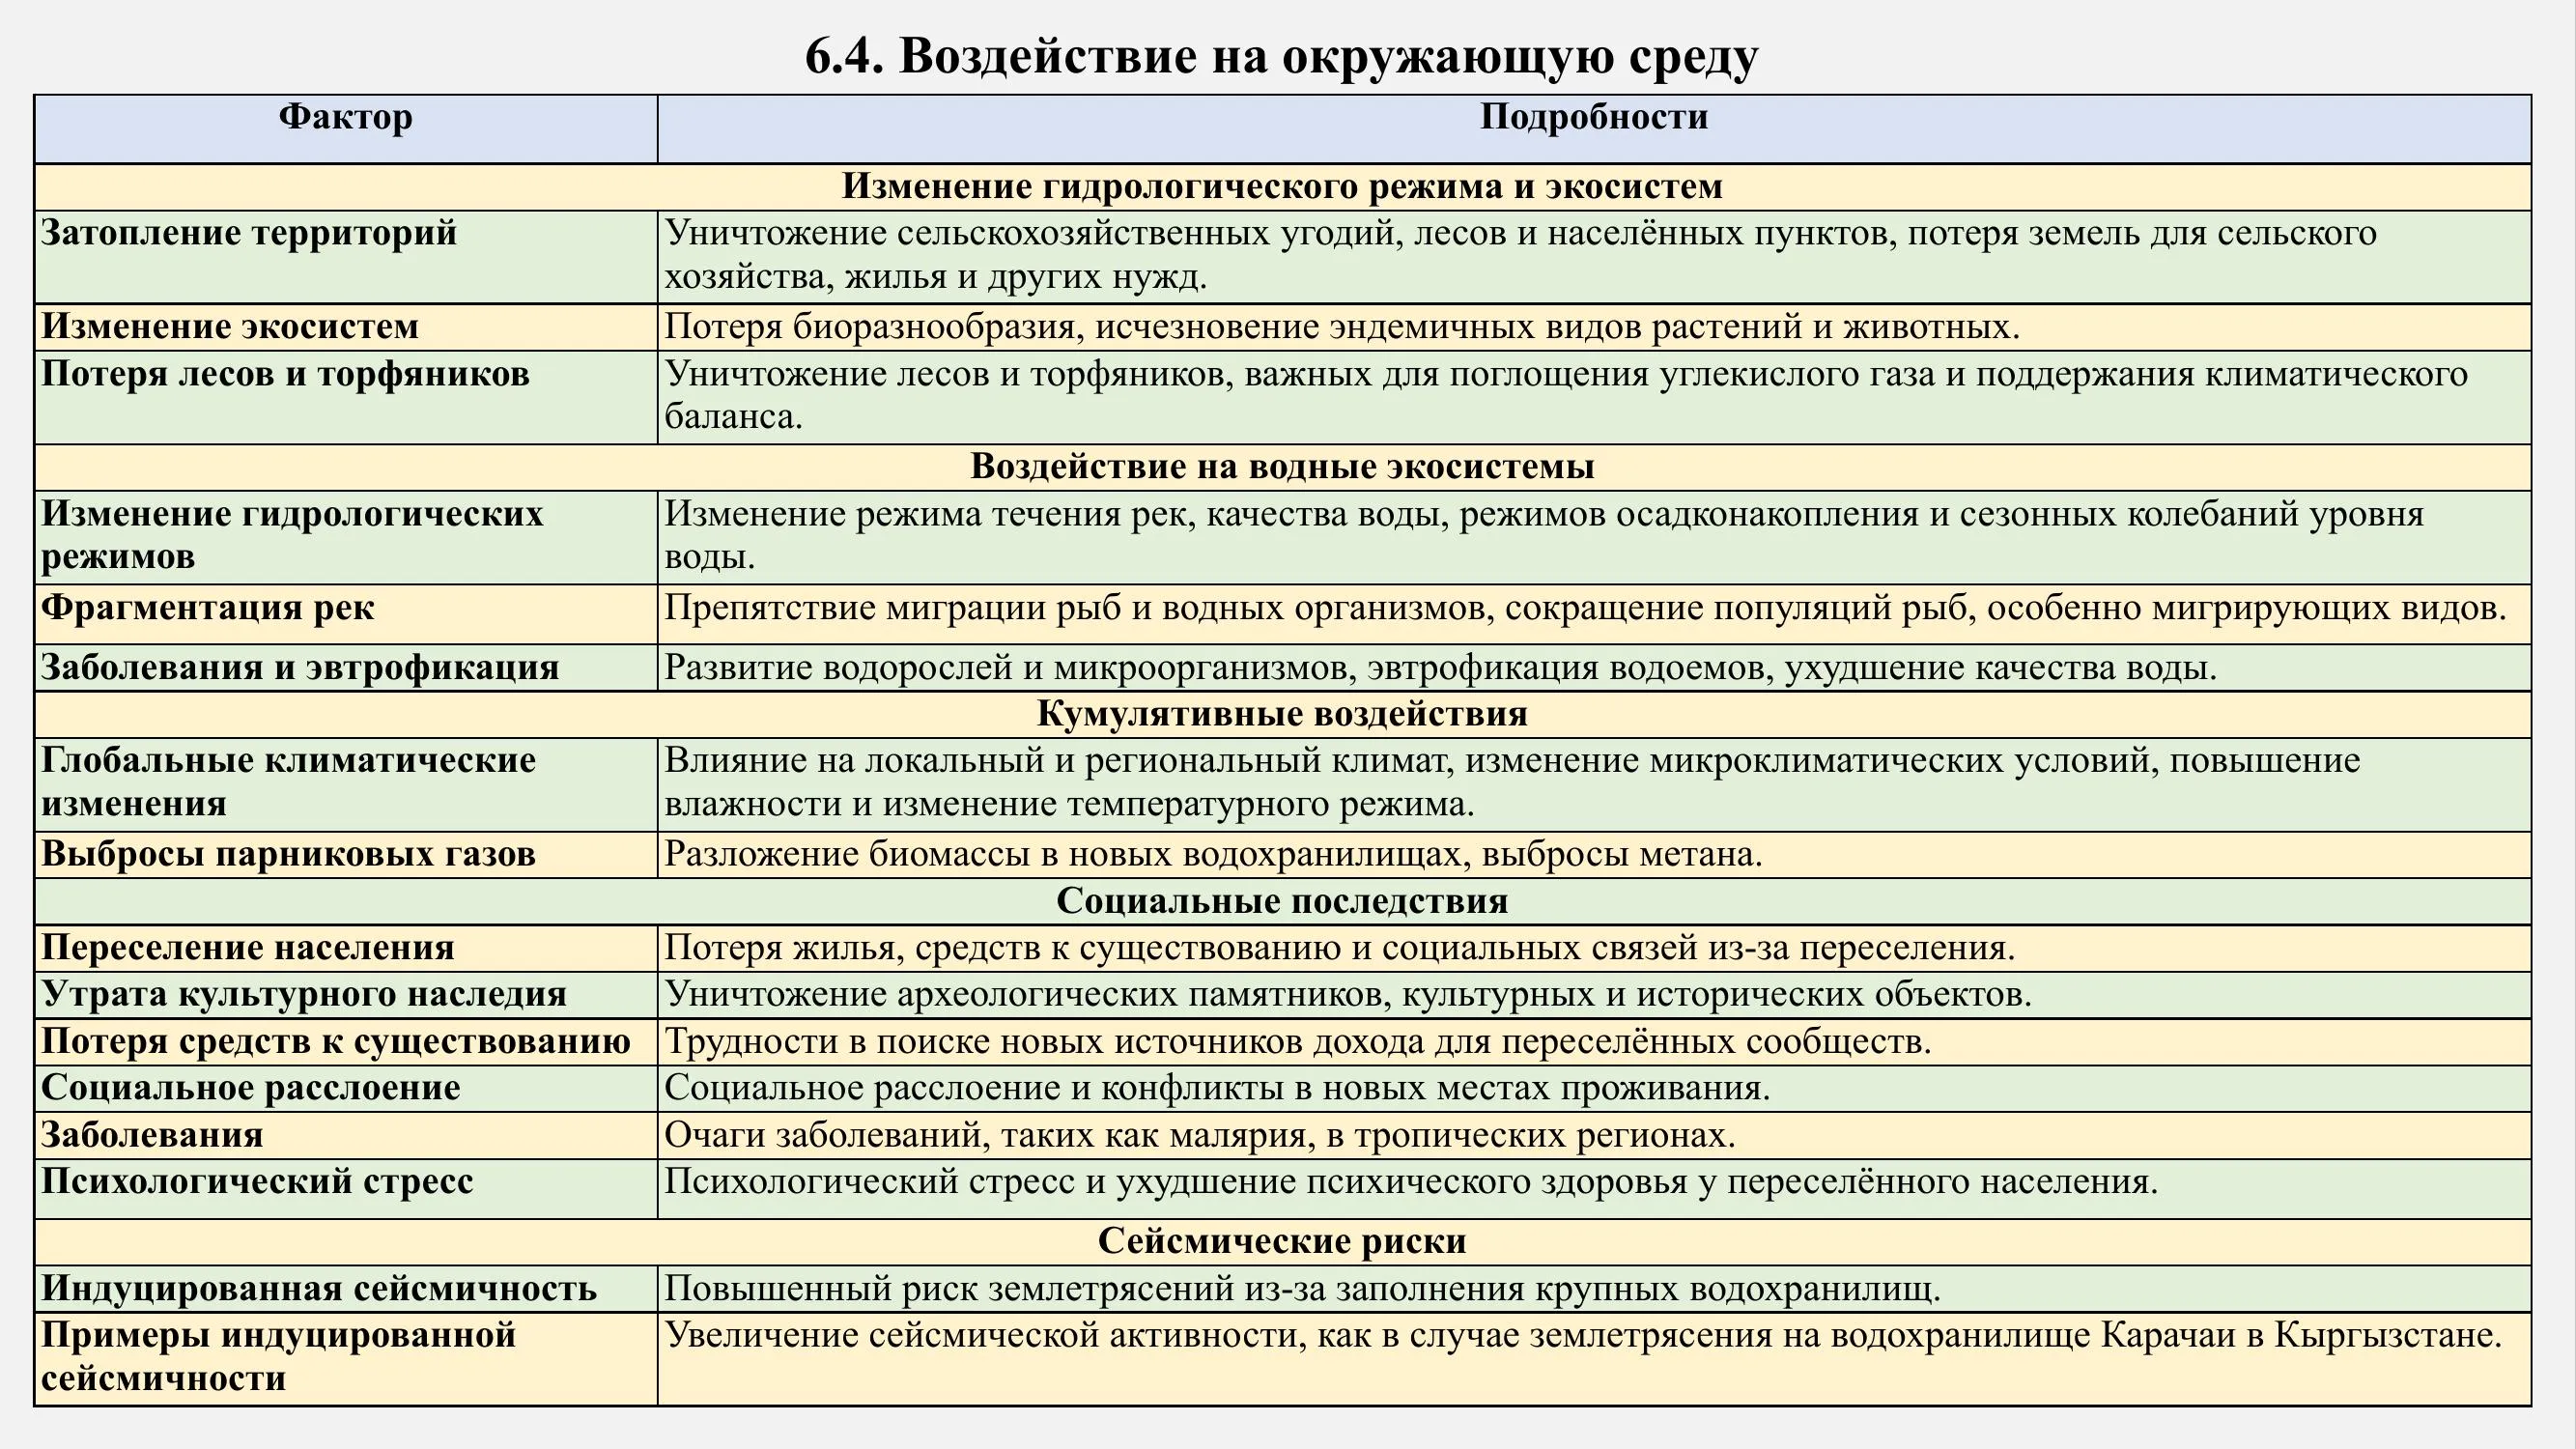 6.4. Воздействие на окружающую среду
Фактор
Подробности
Изменение гидрологического режима и экосистем
Затопление территорий
Уничтожение сельскохозяйственных угодий, лесов и населённых пунктов, потеря земель для сельского
хозяйства, жилья и других нужд.
Изменение экосистем
Потеря биоразнообразия, исчезновение эндемичных видов растений и животных.
Потеря лесов и торфяников
Уничтожение лесов и торфяников, важных для поглощения углекислого газа и поддержания климатического
баланса.
Воздействие на водные экосистемы
Изменение гидрологических
режимов
Изменение режима течения рек, качества воды, режимов осадконакопления и сезонных колебаний уровня
воды.
Фрагментация рек
Препятствие миграции рыб и водных организмов, сокращение популяций рыб, особенно мигрирующих видов.
Заболевания и эвтрофикация
Развитие водорослей и микроорганизмов, эвтрофикация водоемов, ухудшение качества воды.
Кумулятивные воздействия
Глобальные климатические
изменения
Влияние на локальный и региональный климат, изменение микроклиматических условий, повышение
влажности и изменение температурного режима.
Выбросы парниковых газов
Разложение биомассы в новых водохранилищах, выбросы метана.
Социальные последствия
Переселение населения
Потеря жилья, средств к существованию и социальных связей из-за переселения.
Утрата культурного наследия
Уничтожение археологических памятников, культурных и исторических объектов.
Потеря средств к существованию
Трудности в поиске новых источников дохода для переселённых сообществ.
Социальное расслоение
Социальное расслоение и конфликты в новых местах проживания.
Заболевания
Очаги заболеваний, таких как малярия, в тропических регионах.
Психологический стресс
Психологический стресс и ухудшение психического здоровья у переселённого населения.
Сейсмические риски
Индуцированная сейсмичность
Повышенный риск землетрясений из-за заполнения крупных водохранилищ.
Примеры индуцированной
сейсмичности
Увеличение сейсмической активности, как в случае землетрясения на водохранилище Карачаи в Кыргызстане.